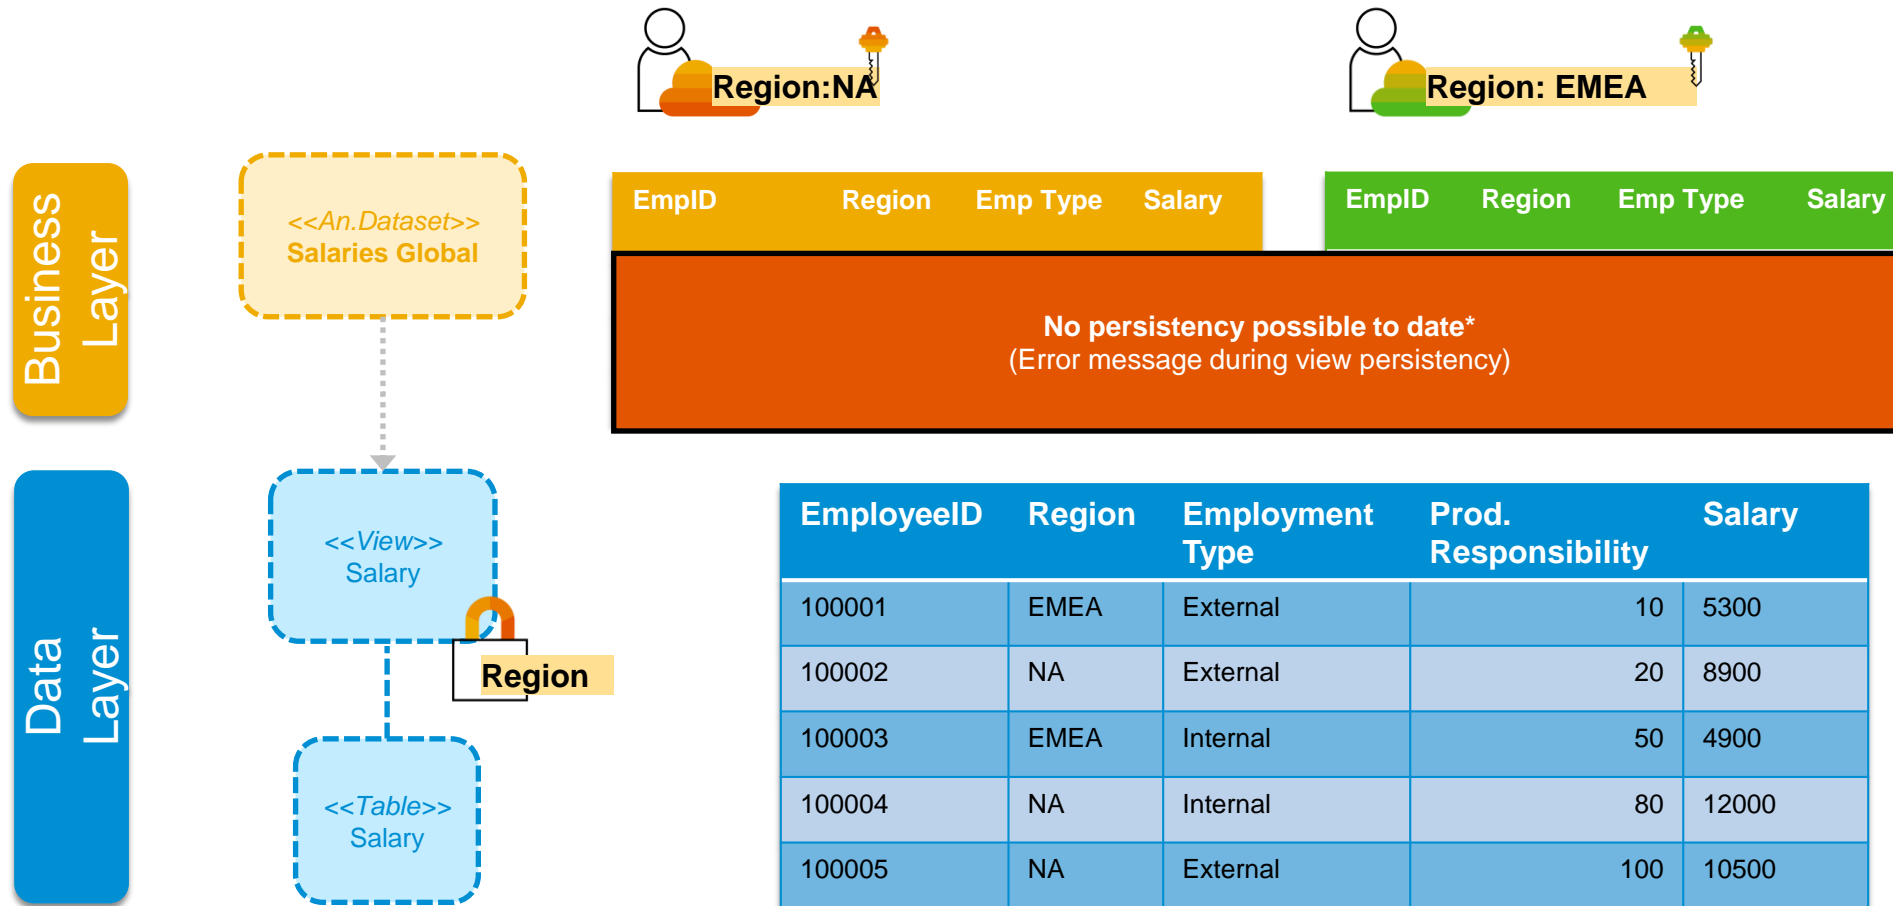 Region:NA
Region: EMEA
Business
Layer
<<An.Dataset>>
Salaries Global
EmpID Region Emp Type Salary
EmpID Region Emp Type Salary
No persistency possible to date*
(Error message during view persistency)
Data
Layer
<<View>>
Salary
Region
<<Table>>
Salary
EmployeeID Region Employment Prod. Salary
Type Responsibility
100001 EMEA External 10 5300
100002 NA External 20 8900
100003 EMEA Internal 50 4900
100004 NA Internal 80 12000
100005 NA External 100 10500